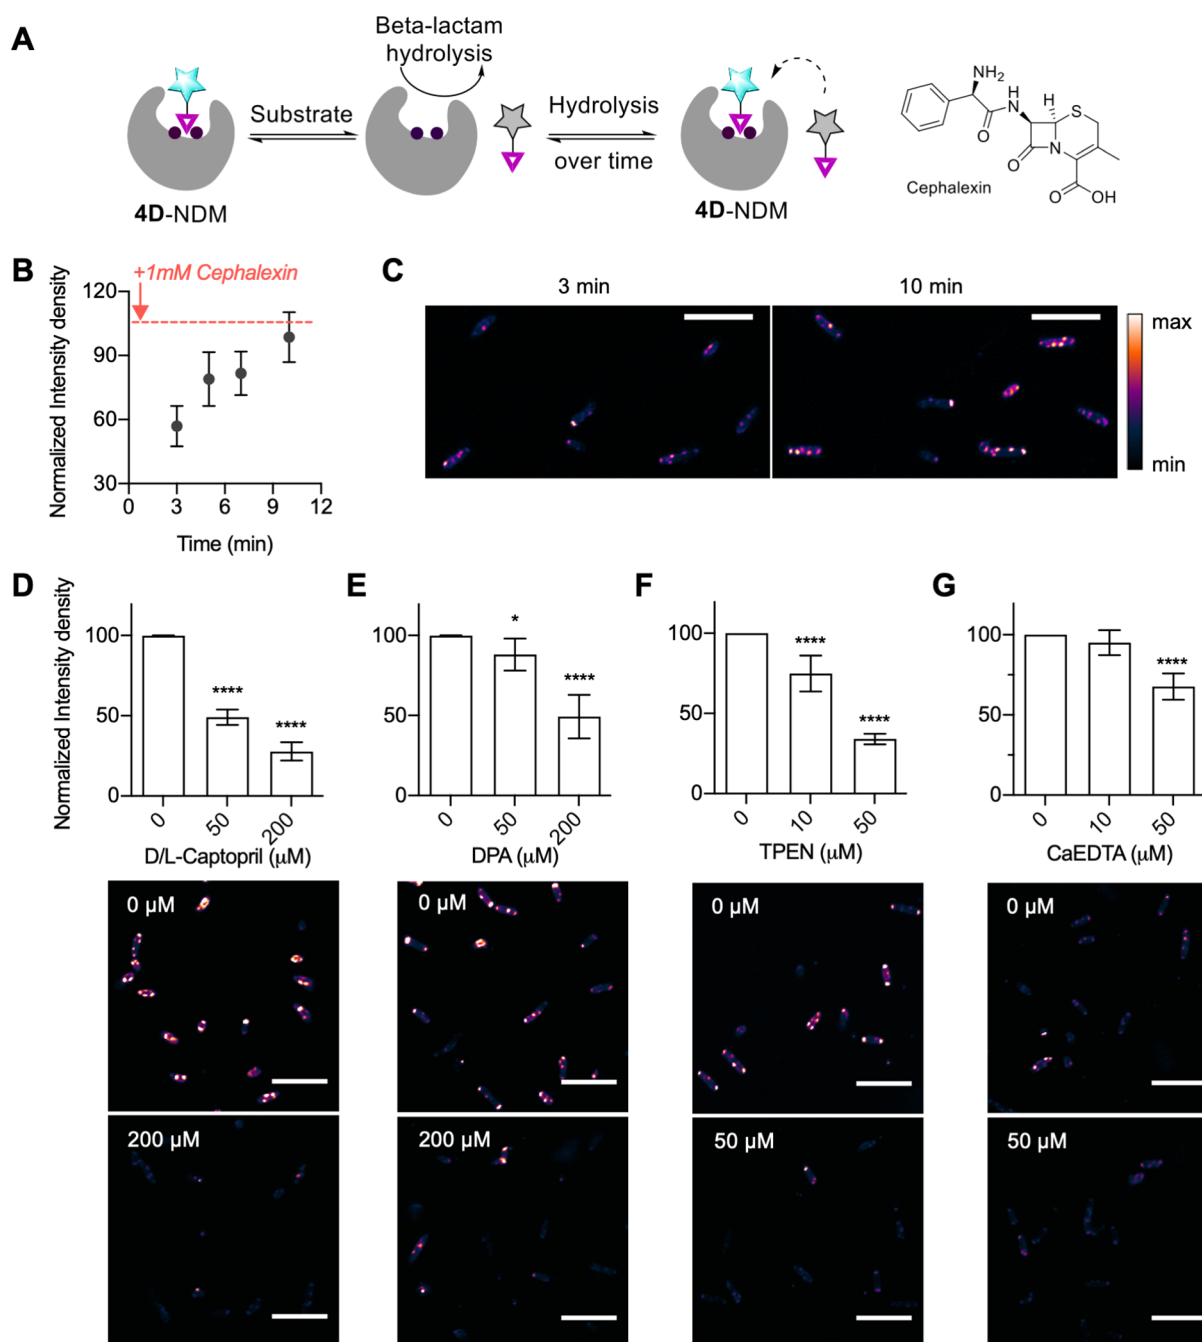 A
Beta-lactam
hydrolysis
Substrate
Hydrolysis
over time
4D-NDM
4D-NDM
NH2
O
H
N
H
S
O
N
O
OH
Cephalexin
B
+1mM Cephalexin
Normalized Intensity density
120
90
60
30
0
3
6
9
12
Time (min)
C
3 min
10 min
max
min
D
Normalized Intensity density
100
50
0
****
****
0
50
200
D/L-Captopril (μM)
E
100
50
0
*
****
0
50
200
DPA (μM)
F
100
50
0
****
****
0
10
50
TPEN (μM)
G
100
50
0
****
0
10
50
CaEDTA (μM)
0 μM
0 μM
0 μM
0 μM
200 μM
200 μM
50 μM
50 μM